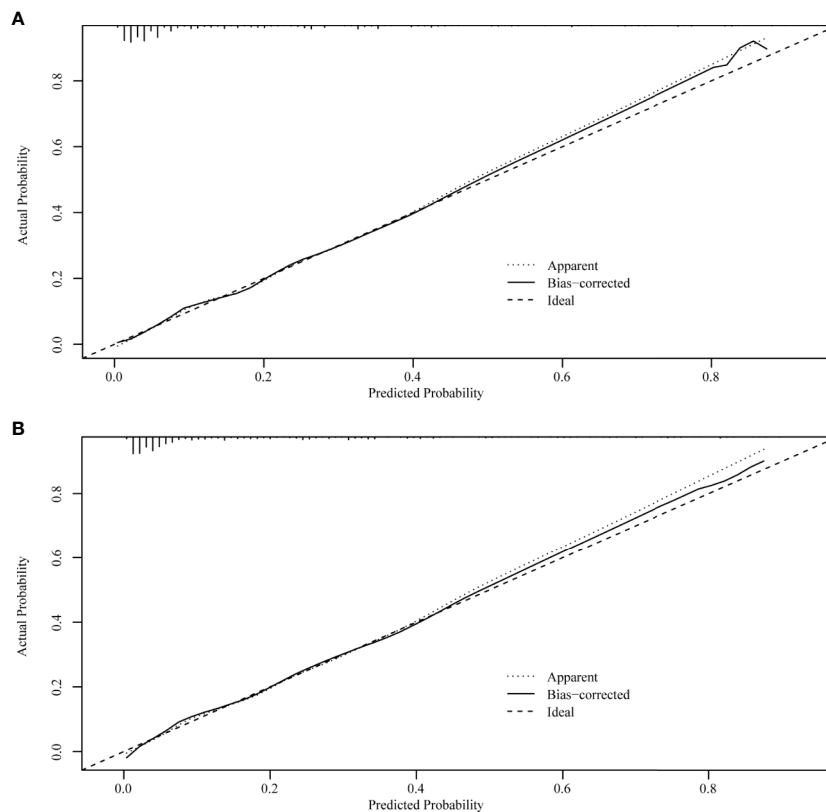 A
0.8
0.6
0.4
0.2
0.0
Actual Probability
Apparent
Bias-corrected
Ideal
0.0 0.2 0.4 0.6 0.8
Predicted Probability
B
0.8
0.6
0.4
0.2
0.0
Actual Probability
Apparent
Bias-corrected
Ideal
0.0 0.2 0.4 0.6 0.8
Predicted Probability